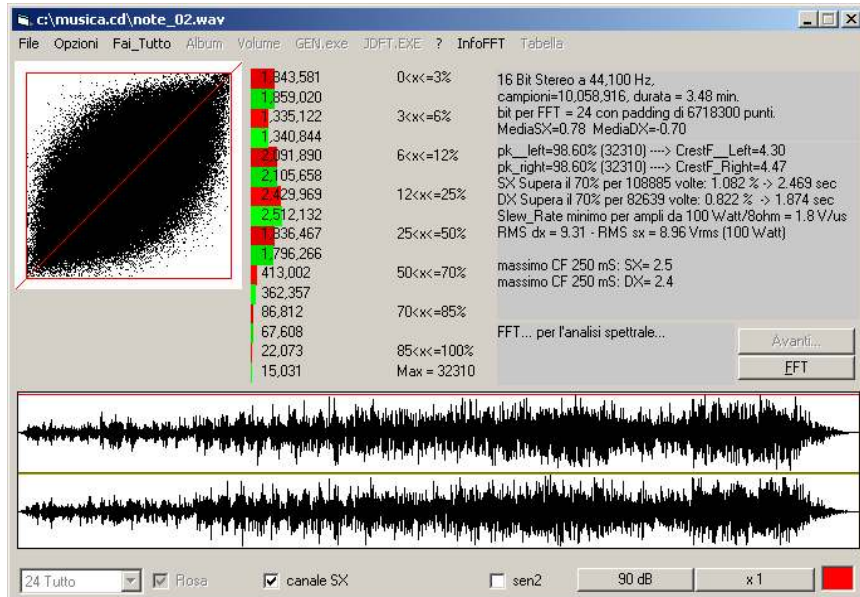 c:\musica.cd\note_02.wav
File Opzioni Fai_Tutto Album Volume GEN.exe JDFT.EXE ? InfoFFT Tabella
1,843,581 0<x<=3%
1,859,020
1,335,122 3<x<=6%
1,340,844
2,091,890 6<x<=12%
2,105,658
2,429,969 12<x<=25%
2,512,132
1,836,467 25<x<=50%
1,796,266
413,002 50<x<=70%
362,357
86,812 70<x<=85%
67,608
22,073 85<x<=100%
15,031 Max = 32310
16 Bit Stereo a 44,100 Hz,
campioni=10,058,916, durata = 3.48 min.
bit per FFT = 24 con padding di 6718300 punti.
MediaSX=0.78 MediaDX=-0.70
pk__left=98.60% (32310) ----> CrestF__Left=4.30
pk_right=98.60% (32310) ----> CrestF_Right=4.47
SX Supera il 70% per 108885 volte: 1.082 % -> 2.469 sec
DX Supera il 70% per 82639 volte: 0.822 % -> 1.874 sec
Slew_Rate minimo per ampli da 100 Watt/8ohm = 1.8 V/us
RMS dx = 9.31 - RMS sx = 8.96 Vrms (100 Watt)
massimo CF 250 mS: SX= 2.5
massimo CF 250 mS: DX= 2.4
FFT... per l'analisi spettrale...
Avanti...
FFT
24 Tutto Rosa canale SX sen2 90 dB x 1